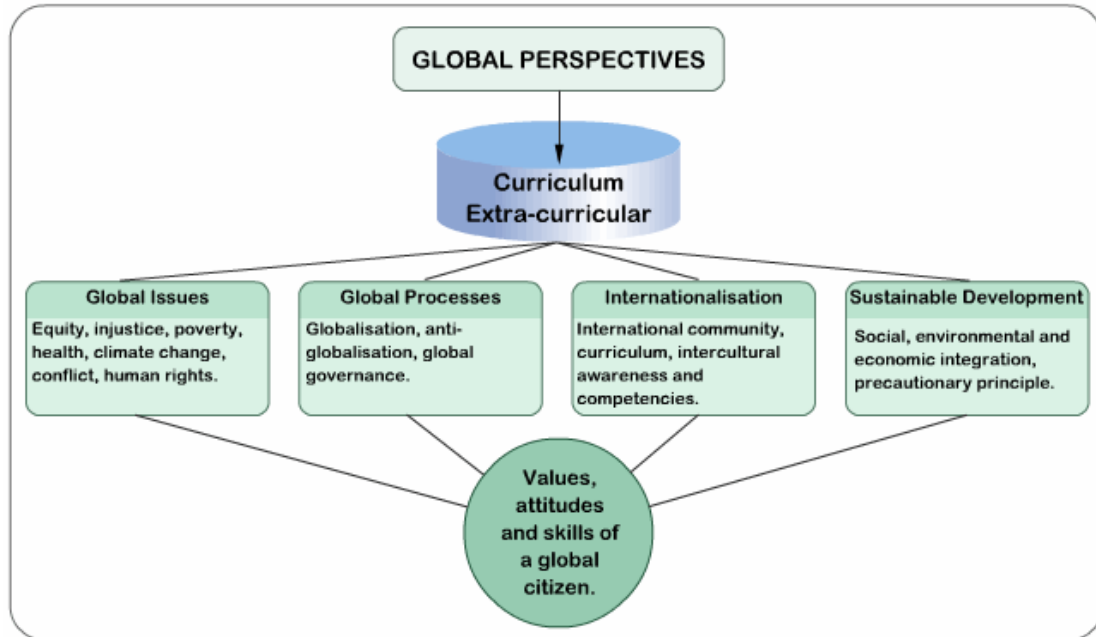 GLOBAL PERSPECTIVES
Curriculum
Extra-curricular
Global Issues
Equity, injustice, poverty,
health, climate change,
conflict, human rights.
Global Processes
Globalisation, anti-
globalisation, global
governance.
Internationalisation
International community,
curriculum, intercultural
awareness and
competencies.
Sustainable Development
Social, environmental and
economic integration,
precautionary principle.
Values,
attitudes
and skills of
a global
citizen.